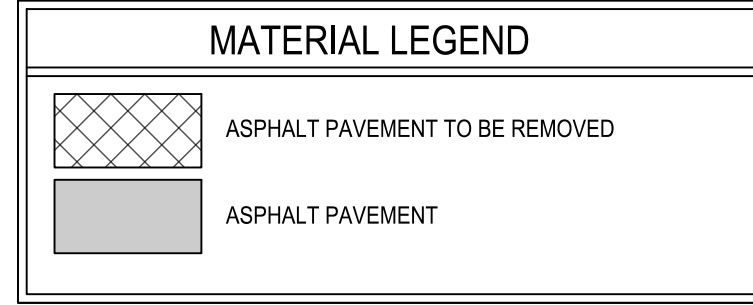 MATERIAL LEGEND
ASPHALT PAVEMENT TO BE REMOVED
ASPHALT PAVEMENT